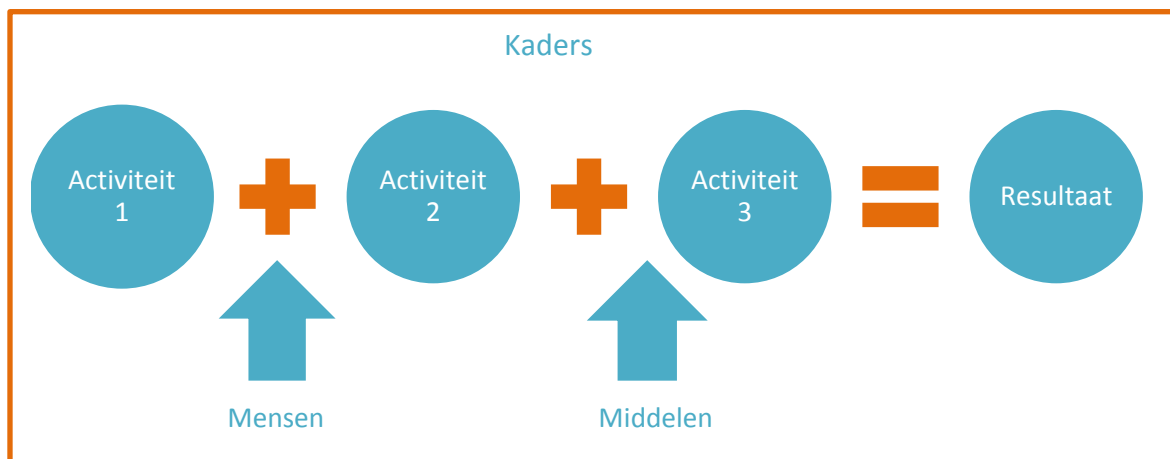 Kaders
Activiteit
1
Activiteit
2
Activiteit
3
Resultaat
Mensen
Middelen